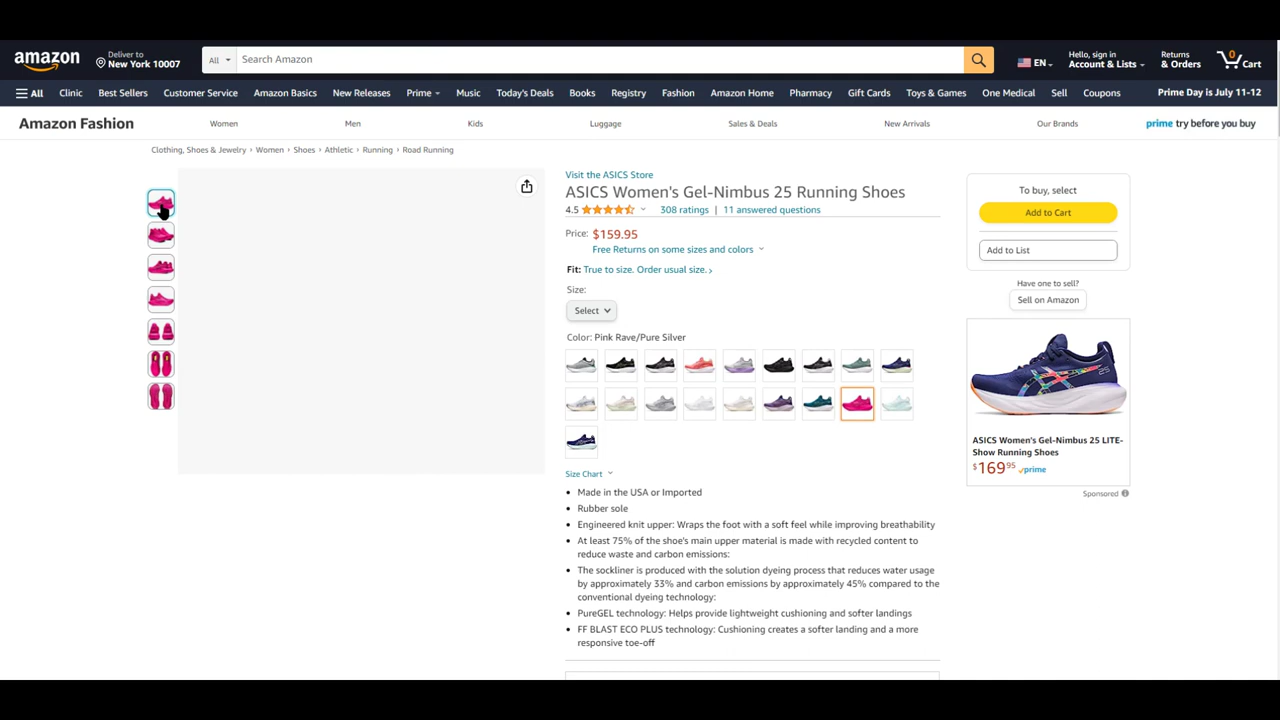 amazon
Deliver to
New York 10007
All
Search Amazon
EN
Hello, sign in
Account & Lists
Returns
& Orders
0
Cart
All
Clinic
Best Sellers
Customer Service
Amazon Basics
New Releases
Prime
Music
Today's Deals
Books
Registry
Fashion
Amazon Home
Pharmacy
Gift Cards
Toys & Games
One Medical
Sell
Coupons
Prime Day is July 11-12
Amazon Fashion
Women
Men
Kids
Luggage
Sales & Deals
New Arrivals
Our Brands
prime try before you buy
Clothing, Shoes & Jewelry › Women › Shoes › Athletic › Running › Road Running
Visit the ASICS Store
ASICS Women's Gel-Nimbus 25 Running Shoes
4.5
308 ratings | 11 answered questions
Price: $159.95
Free Returns on some sizes and colors
Fit: True to size. Order usual size. ›
Size:
Select
Color: Pink Rave/Pure Silver
Size Chart
• Made in the USA or Imported
• Rubber sole
• Engineered knit upper: Wraps the foot with a soft feel while improving breathability
• At least 75% of the shoe's main upper material is made with recycled content to
reduce waste and carbon emissions:
• The sockliner is produced with the solution dyeing process that reduces water usage
by approximately 33% and carbon emissions by approximately 45% compared to the
conventional dyeing technology:
• PureGEL technology: Helps provide lightweight cushioning and softer landings
• FF BLAST ECO PLUS technology: Cushioning creates a softer landing and a more
responsive toe-off
To buy, select
Add to Cart
Add to List
Have one to sell?
Sell on Amazon
ASICS Women's Gel-Nimbus 25 LITE-
Show Running Shoes
$169 95 prime
Sponsored